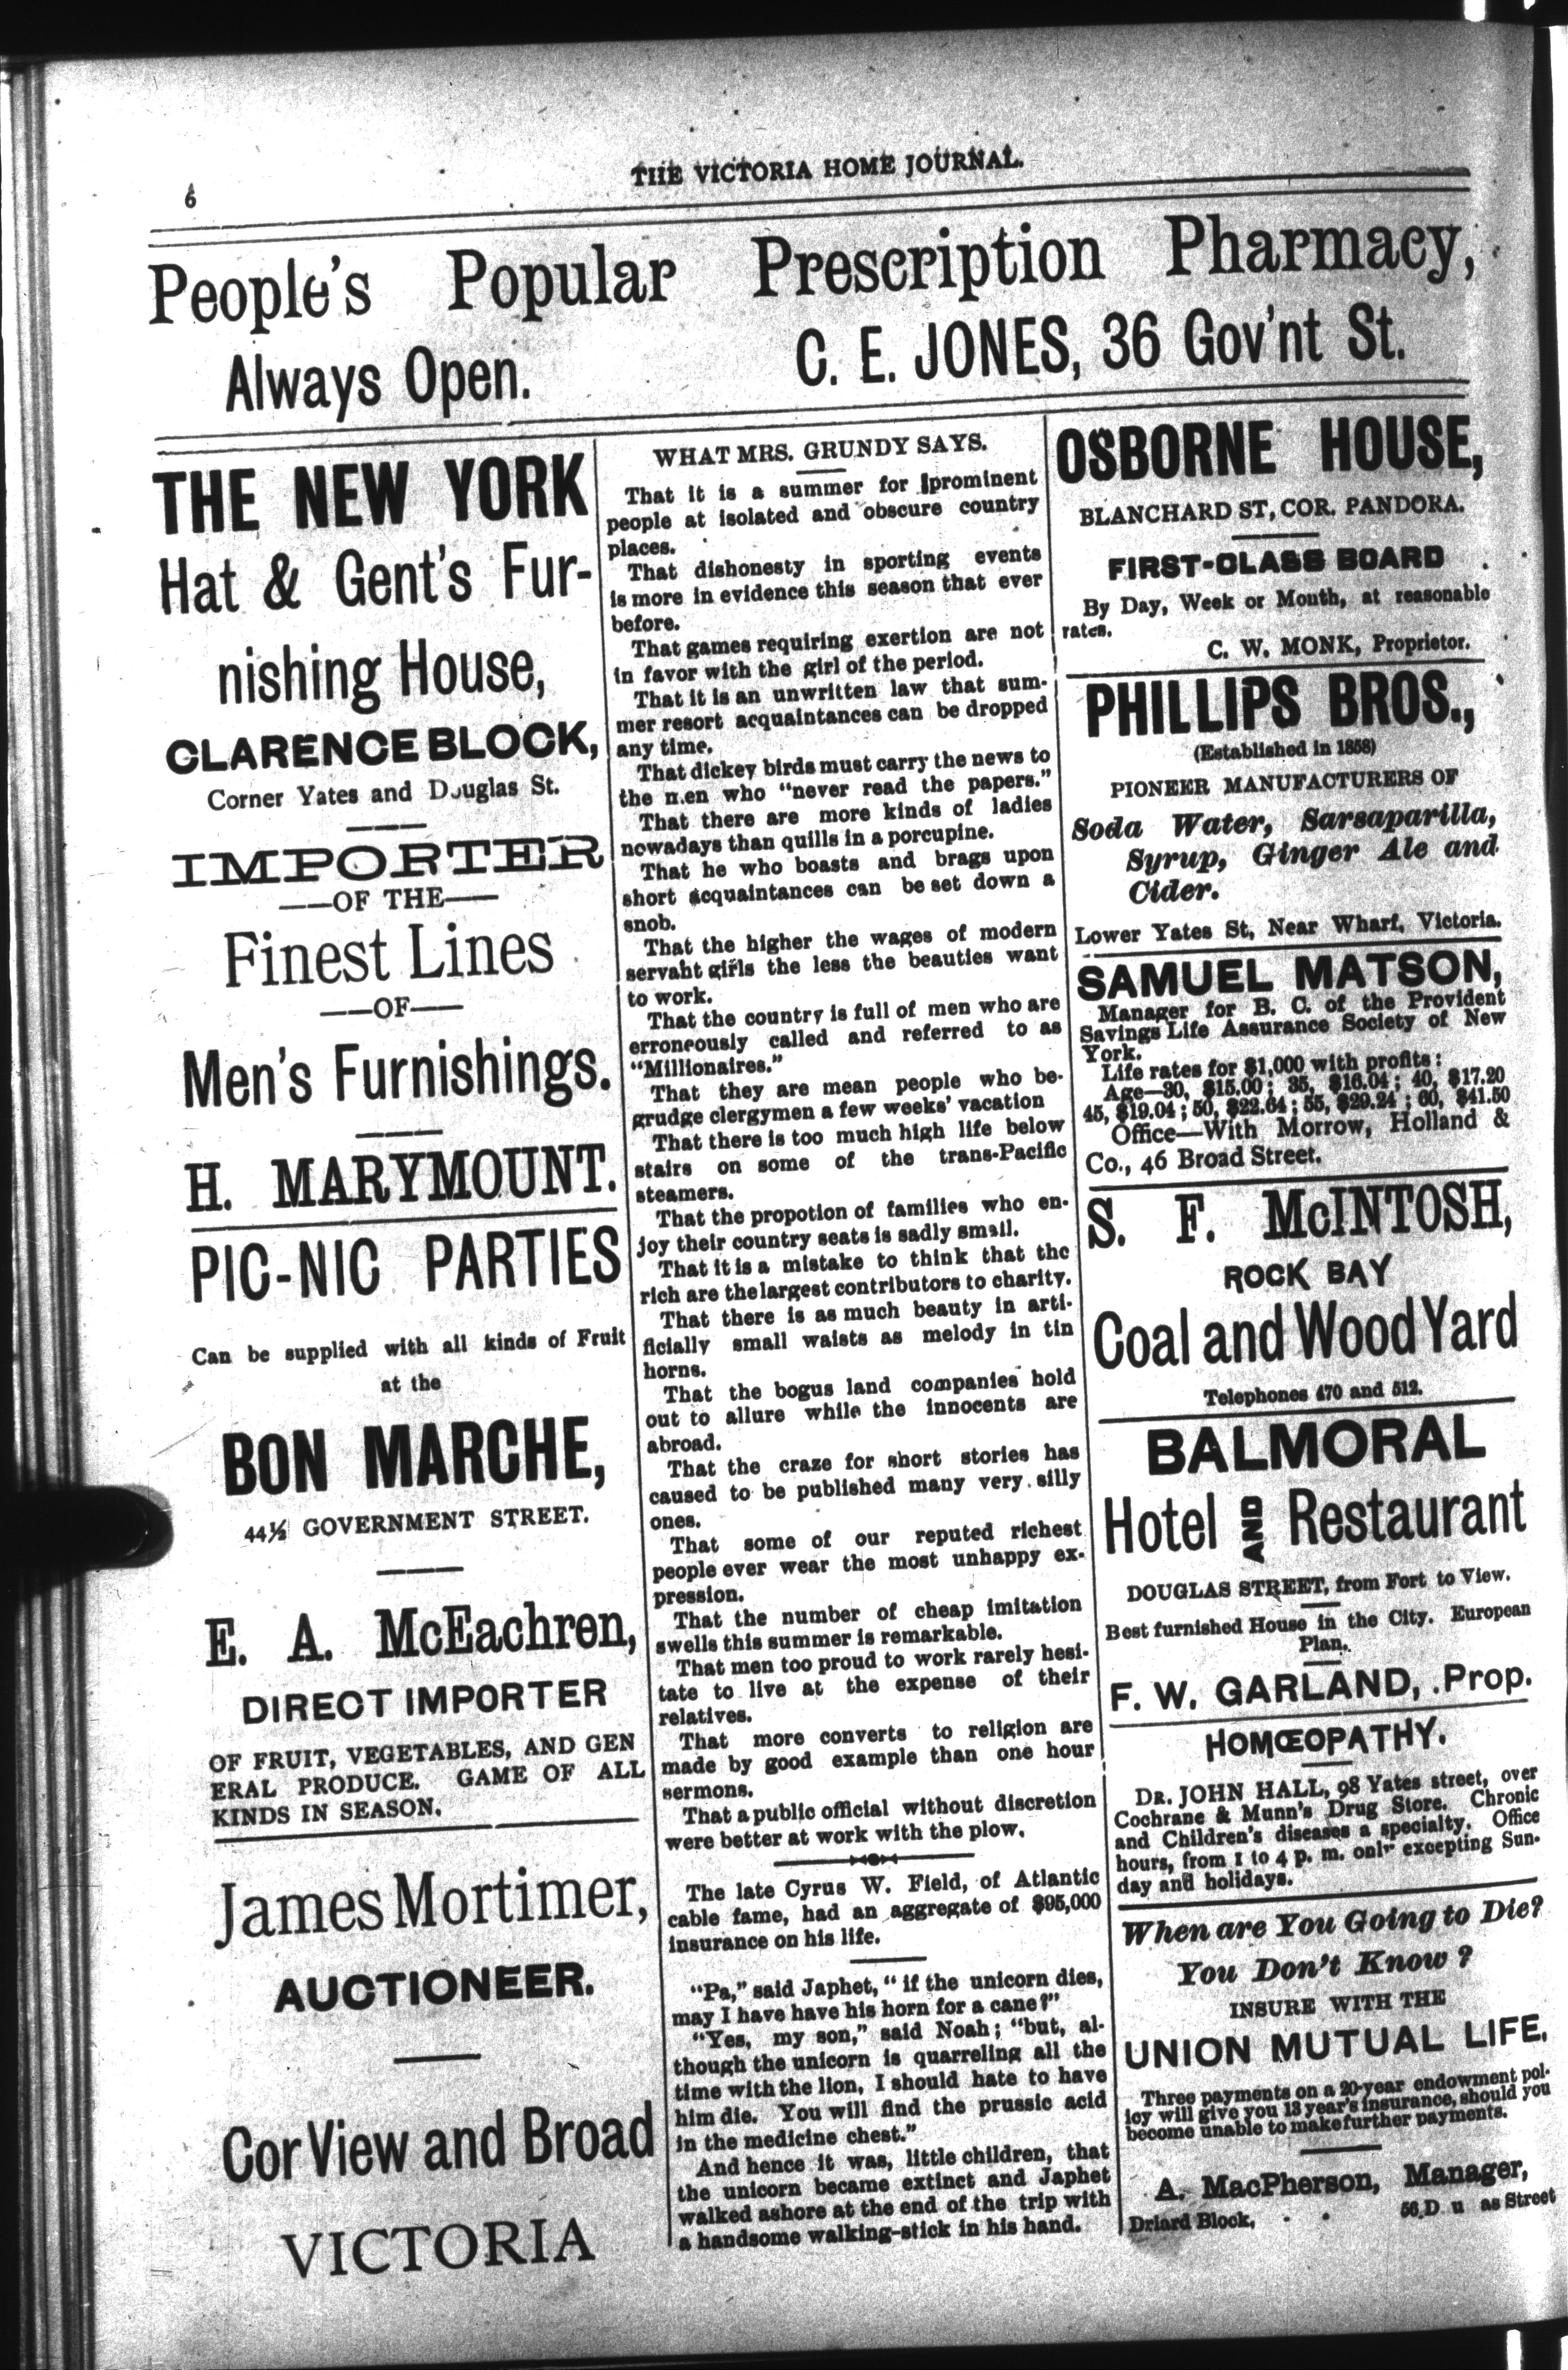 6
THE VICTORIA HOME JOURNAL.
People's Popular Prescription Pharmacy,
Always Open.
C. E. JONES, 36 Gov'nt St.
THE NEW YORK
Hat & Gent's Fur-
nishing House,
CLARENCE BLOCK,
Corner Yates and Douglas St.
IMPORTER
——OF THE——
Finest Lines
——OF——
Men's Furnishings.
H. MARYMOUNT.
PIC-NIC PARTIES
Can be supplied with all kinds of Fruit
at the
BON MARCHE,
44½ GOVERNMENT STREET.
E. A. McEachren,
DIRECT IMPORTER
OF FRUIT, VEGETABLES, AND GEN
ERAL PRODUCE. GAME OF ALL
KINDS IN SEASON.
James Mortimer,
AUCTIONEER.
Cor View and Broad
VICTORIA
WHAT MRS. GRUNDY SAYS.
That it is a summer for prominent
people at isolated and obscure country
places.
That dishonesty in sporting events
is more in evidence this season that ever
before.
That games requiring exertion are not
in favor with the girl of the period.
That it is an unwritten law that sum-
mer resort acquaintances can be dropped
any time.
That dickey birds must carry the news to
the men who "never read the papers."
That there are more kinds of ladies
nowadays than quills in a porcupine.
That he who boasts and brags upon
short acquaintances can be set down a
snob.
That the higher the wages of modern
servant girls the less the beauties want
to work.
That the country is full of men who are
erroneously called and referred to as
"Millionaires."
That they are mean people who be-
grudge clergymen a few weeks' vacation
That there is too much high life below
stairs on some of the trans-Pacific
steamers.
That the propotion of families who en-
joy their country seats is sadly small.
That it is a mistake to think that the
rich are the largest contributors to charity.
That there is as much beauty in arti-
ficially small waists as melody in tin
horns.
That the bogus land companies hold
out to allure while the innocents are
abroad.
That the craze for short stories has
caused to be published many very silly
ones.
That some of our reputed richest
people ever wear the most unhappy ex-
pression.
That the number of cheap imitation
swells this summer is remarkable.
That men too proud to work rarely hesi-
tate to live at the expense of their
relatives.
That more converts to religion are
made by good example than one hour
sermons.
That a public official without discretion
were better at work with the plow.
The late Cyrus W. Field, of Atlantic
cable fame, had an aggregate of $95,000
insurance on his life.
"Pa," said Japhet, "if the unicorn dies,
may I have have his horn for a cane?"
"Yes, my son," said Noah; "but, al-
though the unicorn is quarreling all the
time with the lion, I should hate to have
him die. You will find the prussic acid
in the medicine chest."
And hence it was, little children, that
the unicorn became extinct and Japhet
walked ashore at the end of the trip with
a handsome walking-stick in his hand.
OSBORNE HOUSE,
BLANCHARD ST, COR. PANDORA.
FIRST-CLASS BOARD
By Day, Week or Month, at reasonable
rates.
C. W. MONK, Proprietor.
PHILLIPS BROS.,
(Established in 1858)
PIONEER MANUFACTURERS OF
Soda Water, Sarsaparilla,
Syrup, Ginger Ale and
Cider.
Lower Yates St, Near Wharf, Victoria.
SAMUEL MATSON,
Manager for B. C. of the Provident
Savings Life Assurance Society of New
York.
Life rates for $1,000 with profits:
Age—30, $15.00; 35, $16.04; 40, $17.20
45, $19.04; 50, $22.64; 55, $29.24; 60, $41.50
Office—With Morrow, Holland &
Co., 46 Broad Street.
S. F. McINTOSH,
ROCK BAY
Coal and Wood Yard
Telephones 470 and 512.
BALMORAL
Hotel AND Restaurant
DOUGLAS STREET, from Fort to View.
Best furnished House in the City. European
Plan.
F. W. GARLAND, Prop.
HOMŒOPATHY.
DR. JOHN HALL, 98 Yates street, over
Cochrane & Munn's Drug Store. Chronic
and Children's diseases a specialty. Office
hours, from 1 to 4 p. m. only excepting Sun-
day and holidays.
When are You Going to Die?
You Don't Know?
INSURE WITH THE
UNION MUTUAL LIFE.
Three payments on a 20-year endowment pol-
icy will give you 13 year's insurance, should you
become unable to make further payments.
A. MacPherson, Manager,
Driard Block, - - 56 Street